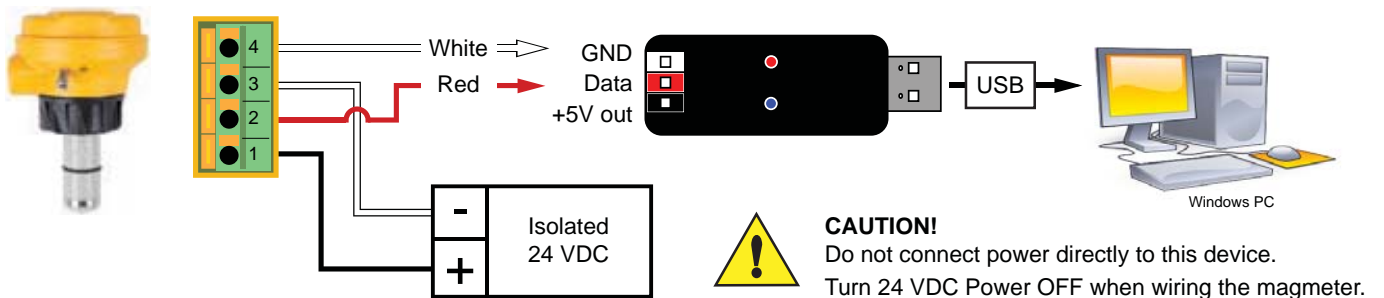 4
3
2
1
White
Red
GND
Data
+5V out
USB
Windows PC
-
+
Isolated
24 VDC
CAUTION!
Do not connect power directly to this device.
Turn 24 VDC Power OFF when wiring the magmeter.